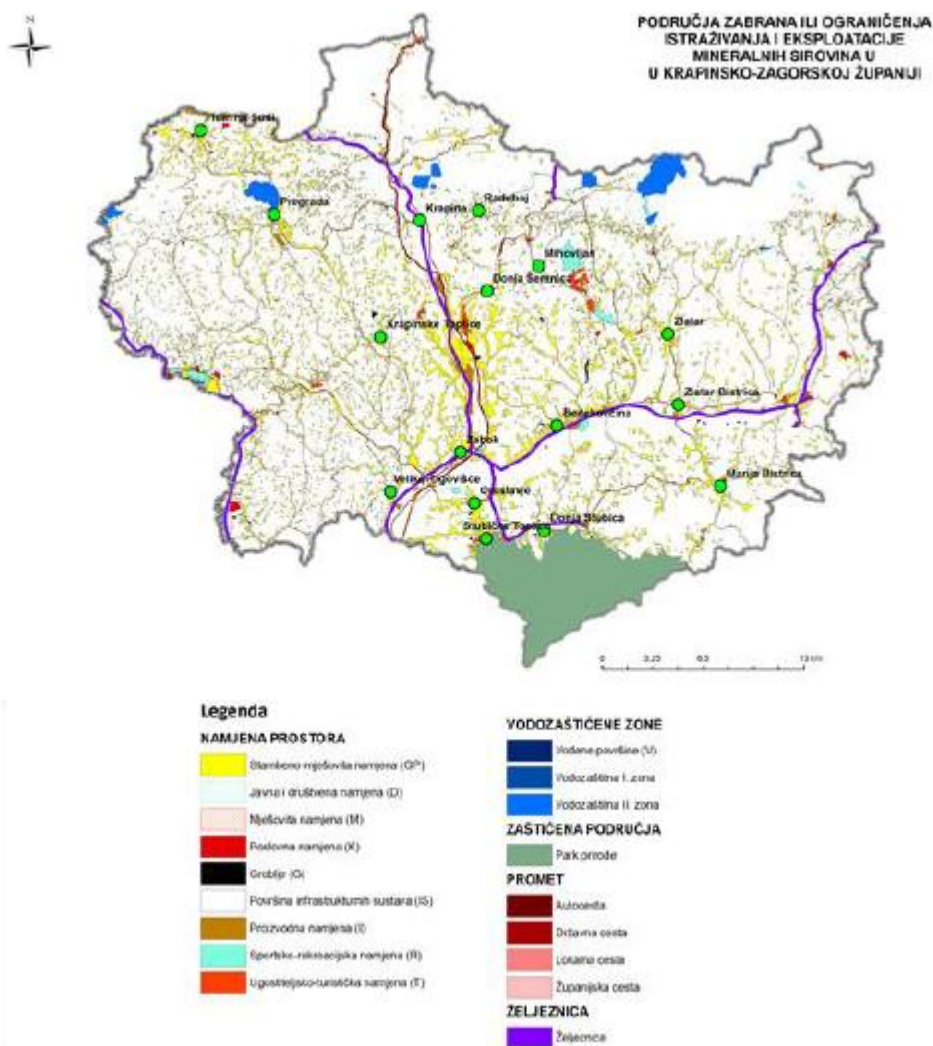 N
PODRUČJA ZABRANA ILI OGRANIČENJA
ISTRAŽIVANJA I EKSPLOATACIJE
MINERALNIH SIROVINA U
U KRAPINSKO-ZAGORSKOJ ŽUPANIJI
Pregrada
Krapina
Radoboj
Mihovljan
Donja Šemnica
Krapinske Toplice
Zlatar
Zlatar Bistrica
Bedekovčina
Zabok
Marija Bistrica
Oroslavje
Donja Stubica
Stubičke Toplice
0
Legenda
NAMJENA PROSTORA
Stambeno-mješovita namjena
Javna i društvena namjena (D)
Mješovita namjena (M)
Poslovna namjena (K)
Groblje (G)
Površina infrastrukturnih sustava (IS)
Proizvodna namjena (I)
Sportsko-rekreacijska namjena (R)
Ugostiteljsko-turistička namjena (T)
VODOZAŠTIĆENE ZONE
Vodene površine (V)
Vodozaštitna I. zona
Vodozaštitna II. zona
ZAŠTIĆENA PODRUČJA
Park prirode
PROMET
Autocesta
Državna cesta
Lokalna cesta
Županijska cesta
ŽELJEZNICA
Željeznica